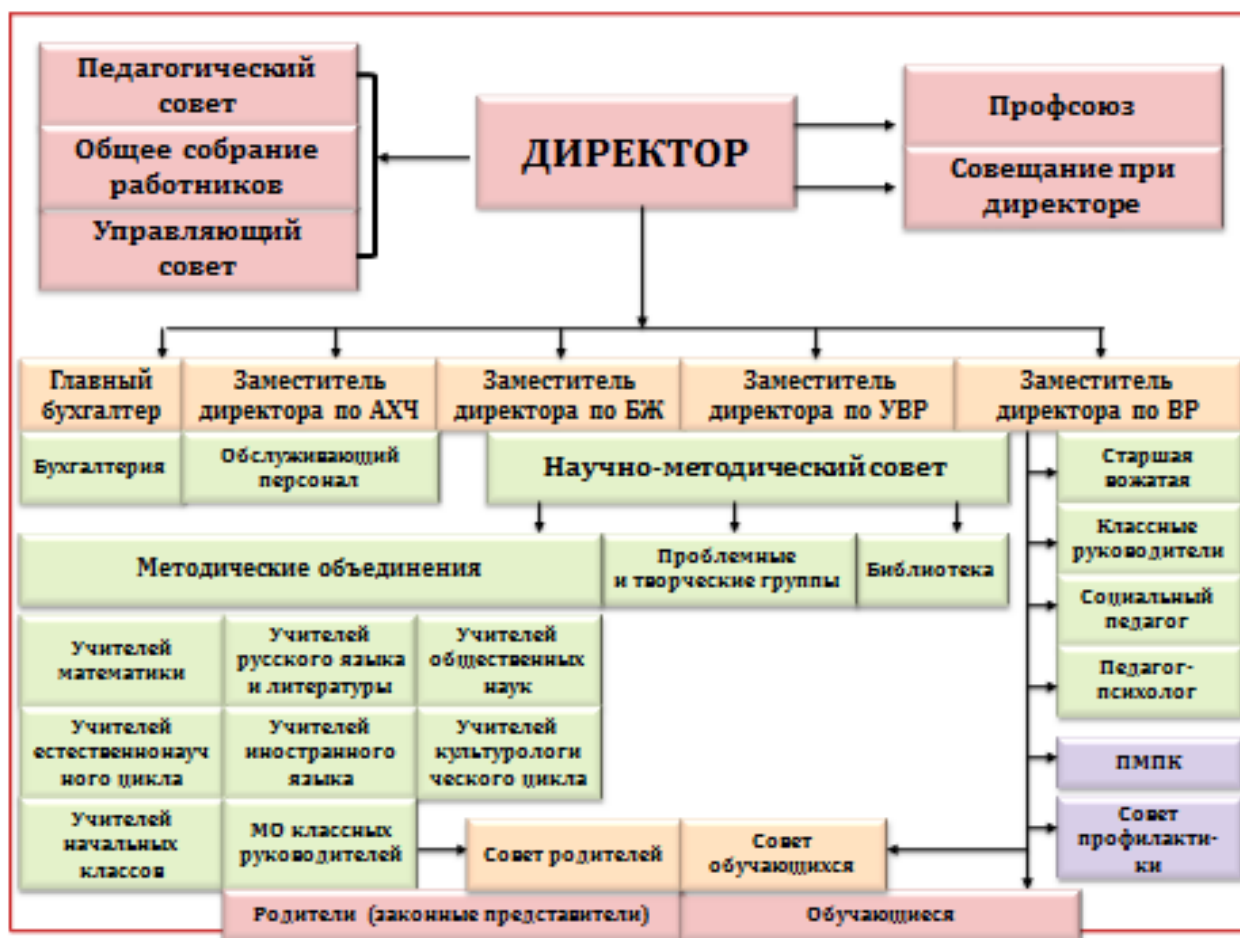 Педагогический
совет
Общее собрание
работников
Управляющий
совет
ДИРЕКТОР
Профсоюз
Совещание при
директоре
Главный
бухгалтер
Заместитель
директора по АХЧ
Заместитель
директора по БЖ
Заместитель
директора по УВР
Заместитель
директора по ВР
Бухгалтерия
Обслуживающий
персонал
Научно-методический совет
Старшая
вожатая
Классные
руководители
Социальный
педагог
Педагог-
психолог
ПМПК
Совет
профилакти-
ки
Методические объединения
Проблемные
и творческие группы
Библиотека
Учителей
математики
Учителей
русского языка
и литературы
Учителей
общественных
наук
Учителей
естественнонауч
ного цикла
Учителей
иностранного
языка
Учителей
культурологи
ческого цикла
Учителей
начальных
классов
МО классных
руководителей
Совет родителей
Совет
обучающихся
Родители (законные представители)
Обучающиеся